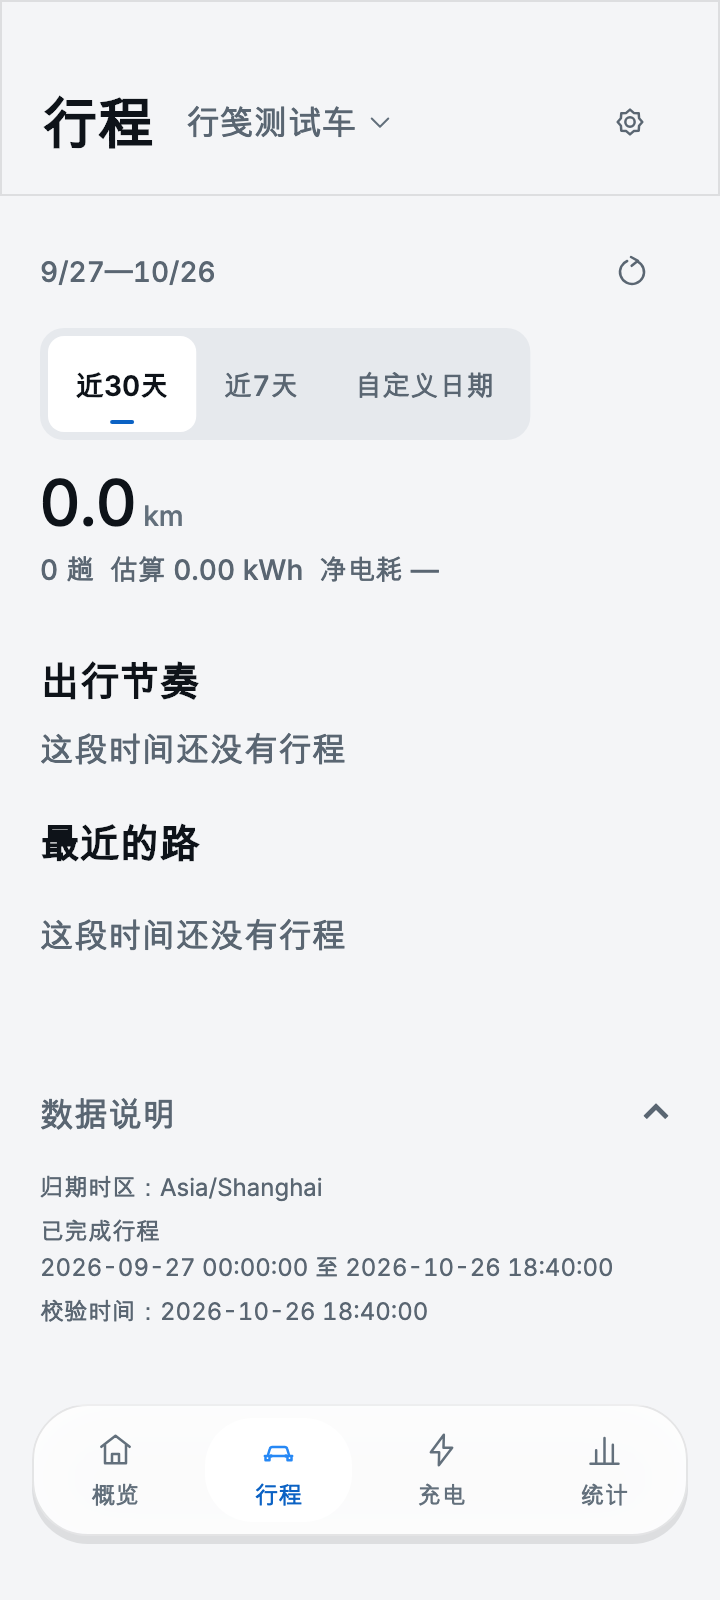 行程 行笺测试车
9/27—10/26
近30天 近7天 自定义日期
0.0 km
0 趟 估算 0.00 kWh 净电耗 —
出行节奏
这段时间还没有行程
最近的路
这段时间还没有行程
数据说明
归期时区：Asia/Shanghai
已完成行程
2026-09-27 00:00:00 至 2026-10-26 18:40:00
校验时间：2026-10-26 18:40:00
概览 行程 充电 统计